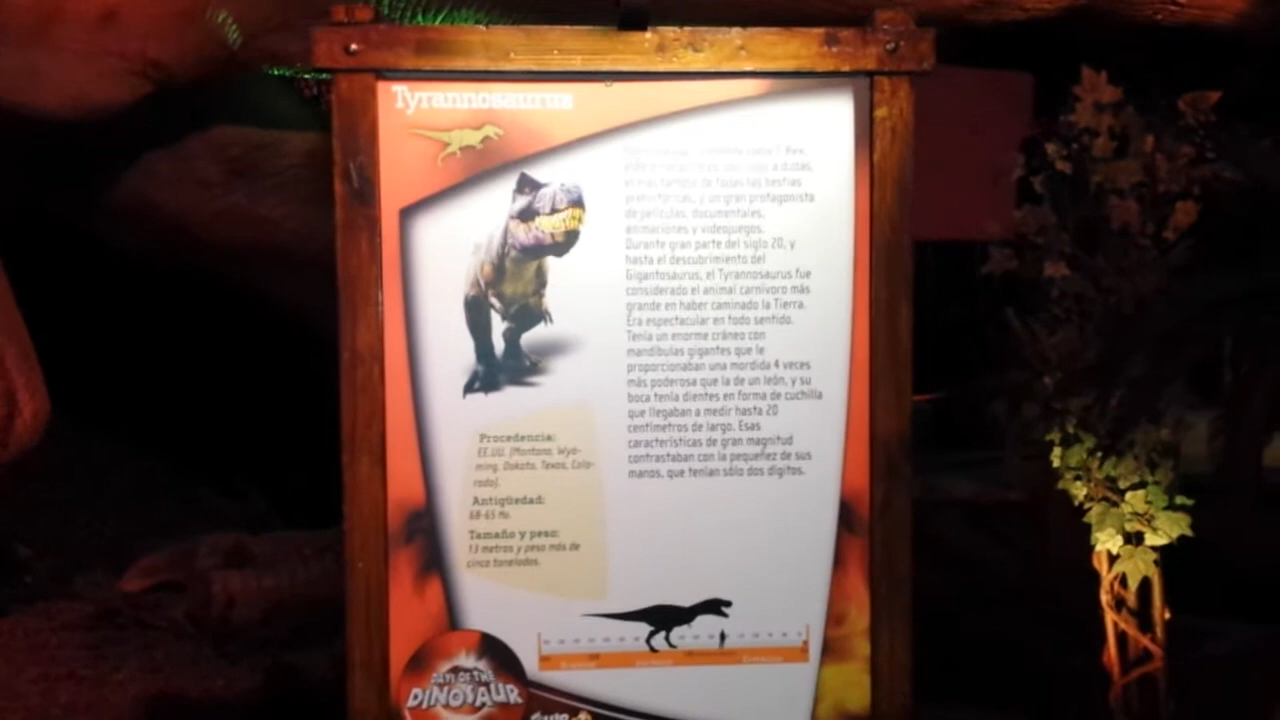 Tyrannosaurus
T. Rex,
a dudas,
el más famoso de todas las bestias
prehistóricas, y un gran protagonista
de películas, documentales,
animaciones y videojuegos.
Durante gran parte del siglo 20, y
hasta el descubrimiento del
Gigantosaurus, el Tyrannosaurus fue
considerado el animal carnívoro más
grande en haber caminado la Tierra.
Era espectacular en todo sentido.
Tenía un enorme cráneo con
mandíbulas gigantes que le
proporcionaban una mordida 4 veces
más poderosa que la de un león, y su
boca tenía dientes en forma de cuchilla
que llegaban a medir hasta 20
centímetros de largo. Esas
características de gran magnitud
contrastaban con la pequeñez de sus
manos, que tenían sólo dos dígitos.
Procedencia:
EE.UU. (Montana, Wyo-
ming, Dakota, Texas, Colo-
rado).
Antigüedad:
68-65 Ma.
Tamaño y peso:
13 metros y peso más de
cinco toneladas.
DAYS OF THE
DINOSAUR